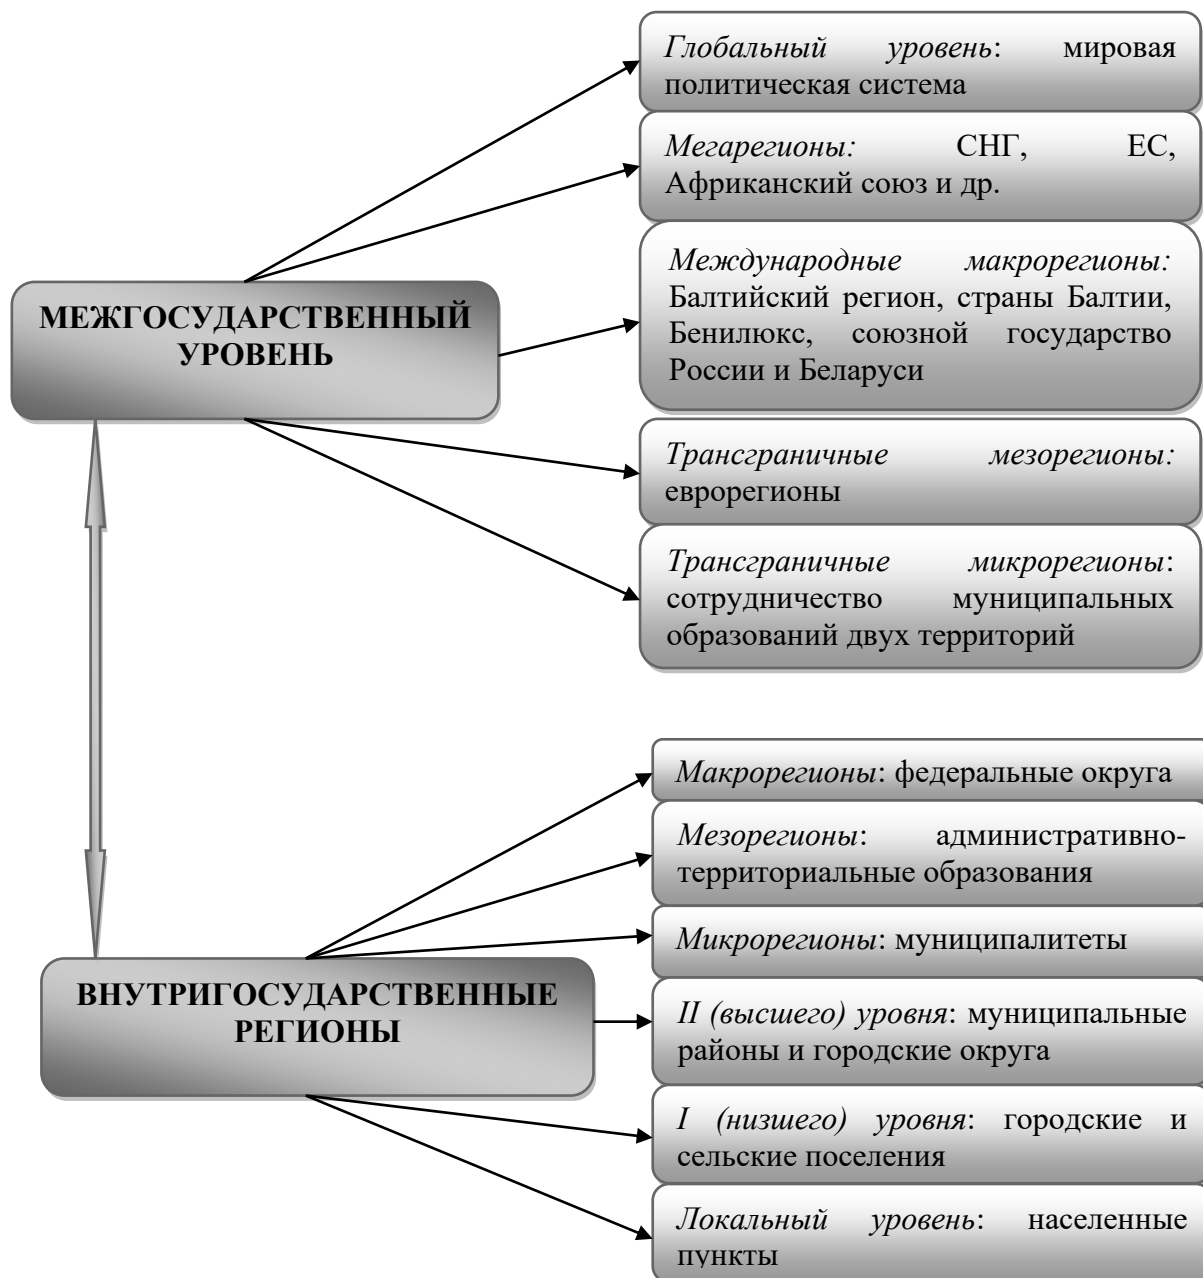 Глобальный уровень: мировая
политическая система
Мегарегионы: СНГ, ЕС,
Африканский союз и др.
Международные макрорегионы:
Балтийский регион, страны Балтии,
Бенилюкс, союзной государство
России и Беларуси
МЕЖГОСУДАРСТВЕННЫЙ
УРОВЕНЬ
Трансграничные мезорегионы:
еврорегионы
Трансграничные микрорегионы:
сотрудничество муниципальных
образований двух территорий
Макрорегионы: федеральные округа
Мезорегионы: административно-
территориальные образования
Микрорегионы: муниципалитеты
ВНУТРИГОСУДАРСТВЕННЫЕ
РЕГИОНЫ
II (высшего) уровня: муниципальные
районы и городские округа
I (низшего) уровня: городские и
сельские поселения
Локальный уровень: населенные
пункты